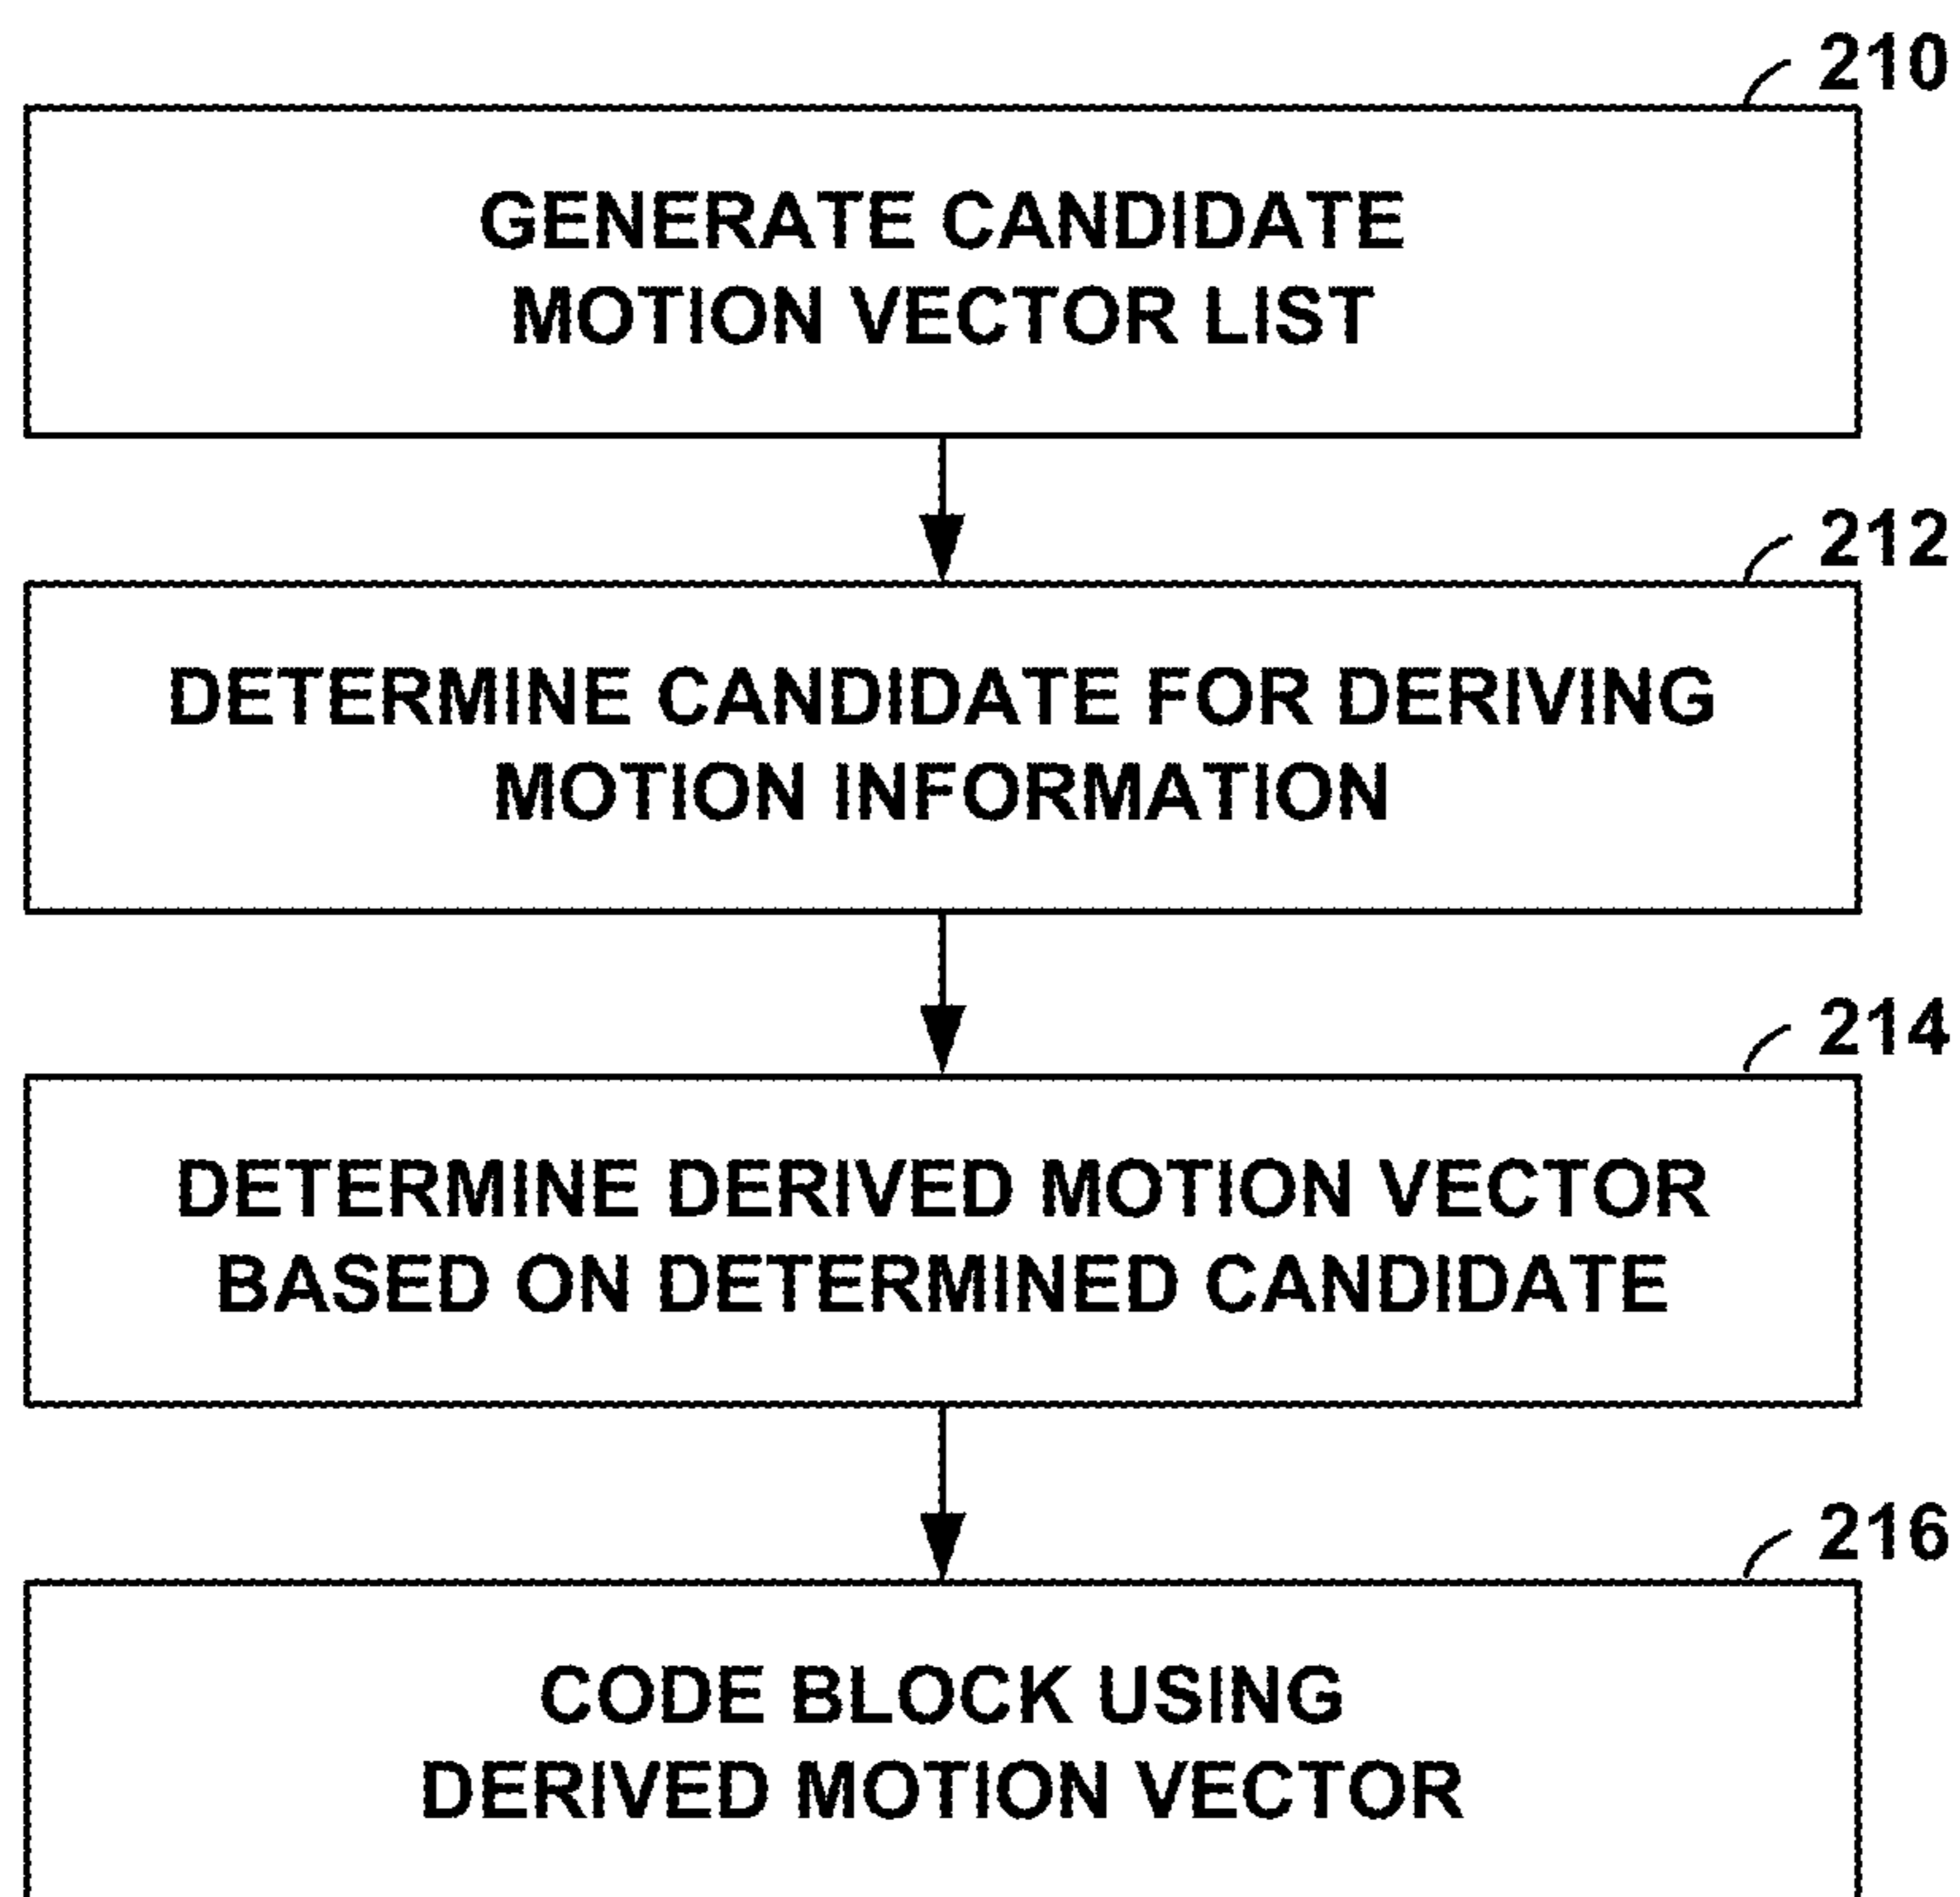 210
GENERATE CANDIDATE
MOTION VECTOR LIST
212
DETERMINE CANDIDATE FOR DERIVING
MOTION INFORMATION
214
DETERMINE DERIVED MOTION VECTOR
BASED ON DETERMINED CANDIDATE
216
CODE BLOCK USING
DERIVED MOTION VECTOR